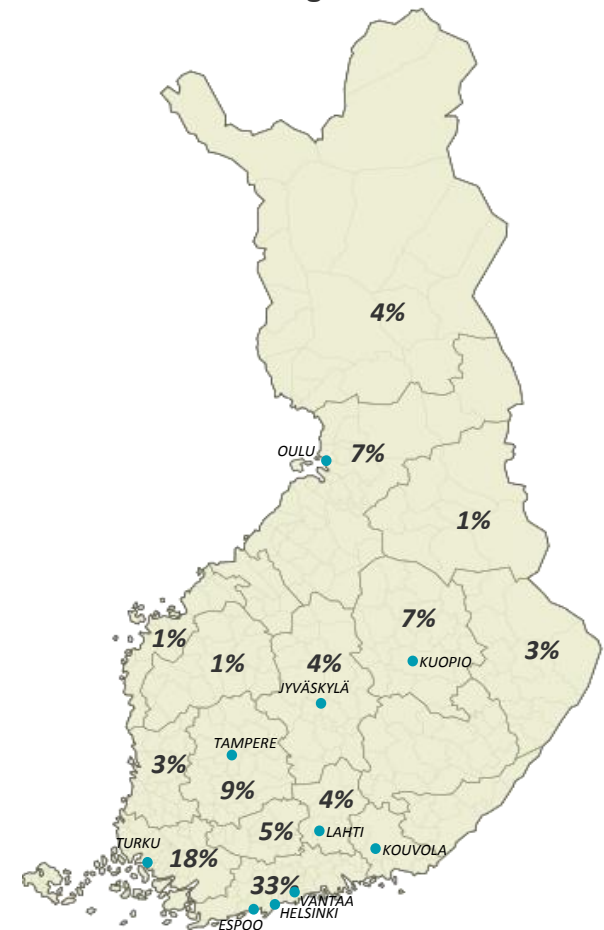 4%
OULU
7%
1%
7%
1%
1%
4%
3%
KUOPIO
JYVÄSKYLÄ
TAMPERE
3%
9%
4%
5%
LAHTI
TURKU
KOUVOLA
18%
33%
VANTAA
HELSINKI
ESPOO